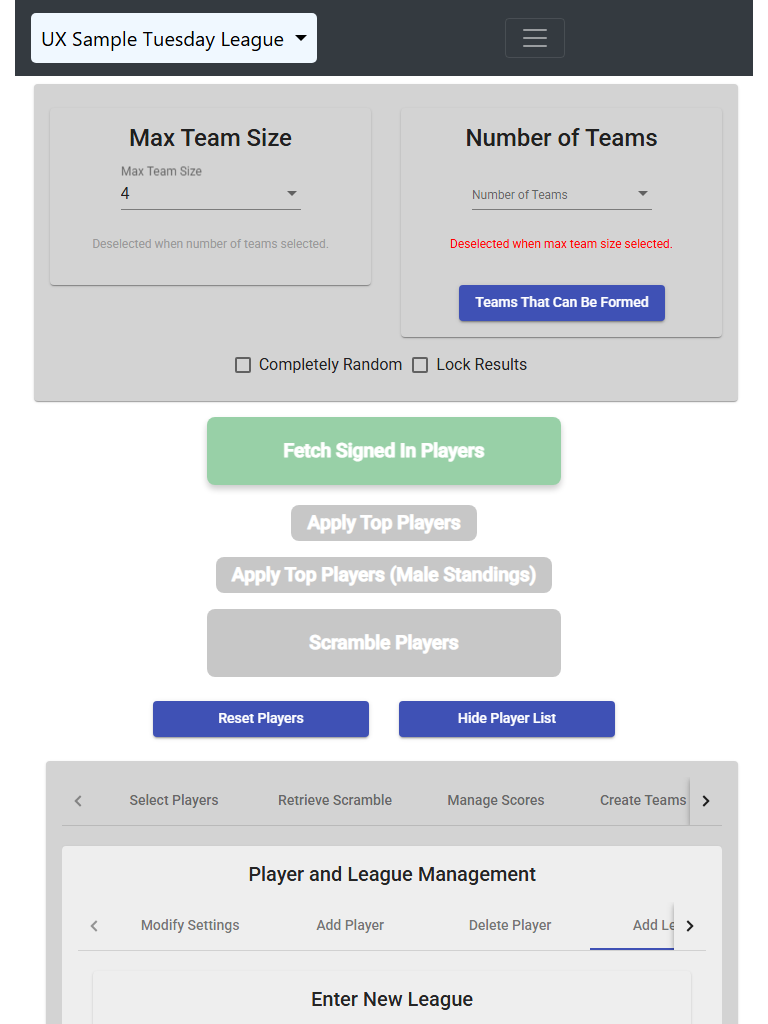 UX Sample Tuesday League
Max Team Size
Number of Teams
Max Team Size
4
Number of Teams
Deselected when number of teams selected.
Deselected when max team size selected.
Teams That Can Be Formed
Completely Random
Lock Results
Fetch Signed In Players
Apply Top Players
Apply Top Players (Male Standings)
Scramble Players
Reset Players
Hide Player List
Select Players
Retrieve Scramble
Manage Scores
Create Teams
Player and League Management
Modify Settings
Add Player
Delete Player
Add Le
Enter New League